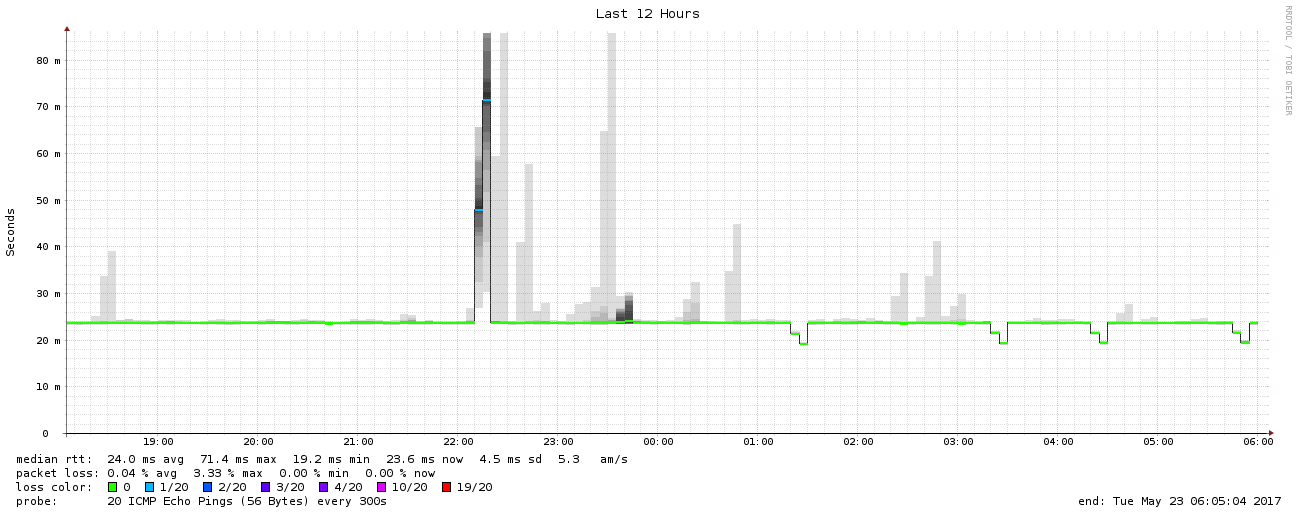 Last 12 Hours
RRDTOOL / TOBI OETIKER
Seconds
80 m
70 m
60 m
50 m
40 m
30 m
20 m
10 m
0
19:00 20:00 21:00 22:00 23:00 00:00 01:00 02:00 03:00 04:00 05:00 06:00
median rtt: 24.0 ms avg 71.4 ms max 19.2 ms min 23.6 ms now 4.5 ms sd 5.3 am/s
packet loss: 0.04 % avg 3.33 % max 0.00 % min 0.00 % now
loss color: 0 1/20 2/20 3/20 4/20 10/20 19/20
probe: 20 ICMP Echo Pings (56 Bytes) every 300s end: Tue May 23 06:05:04 2017